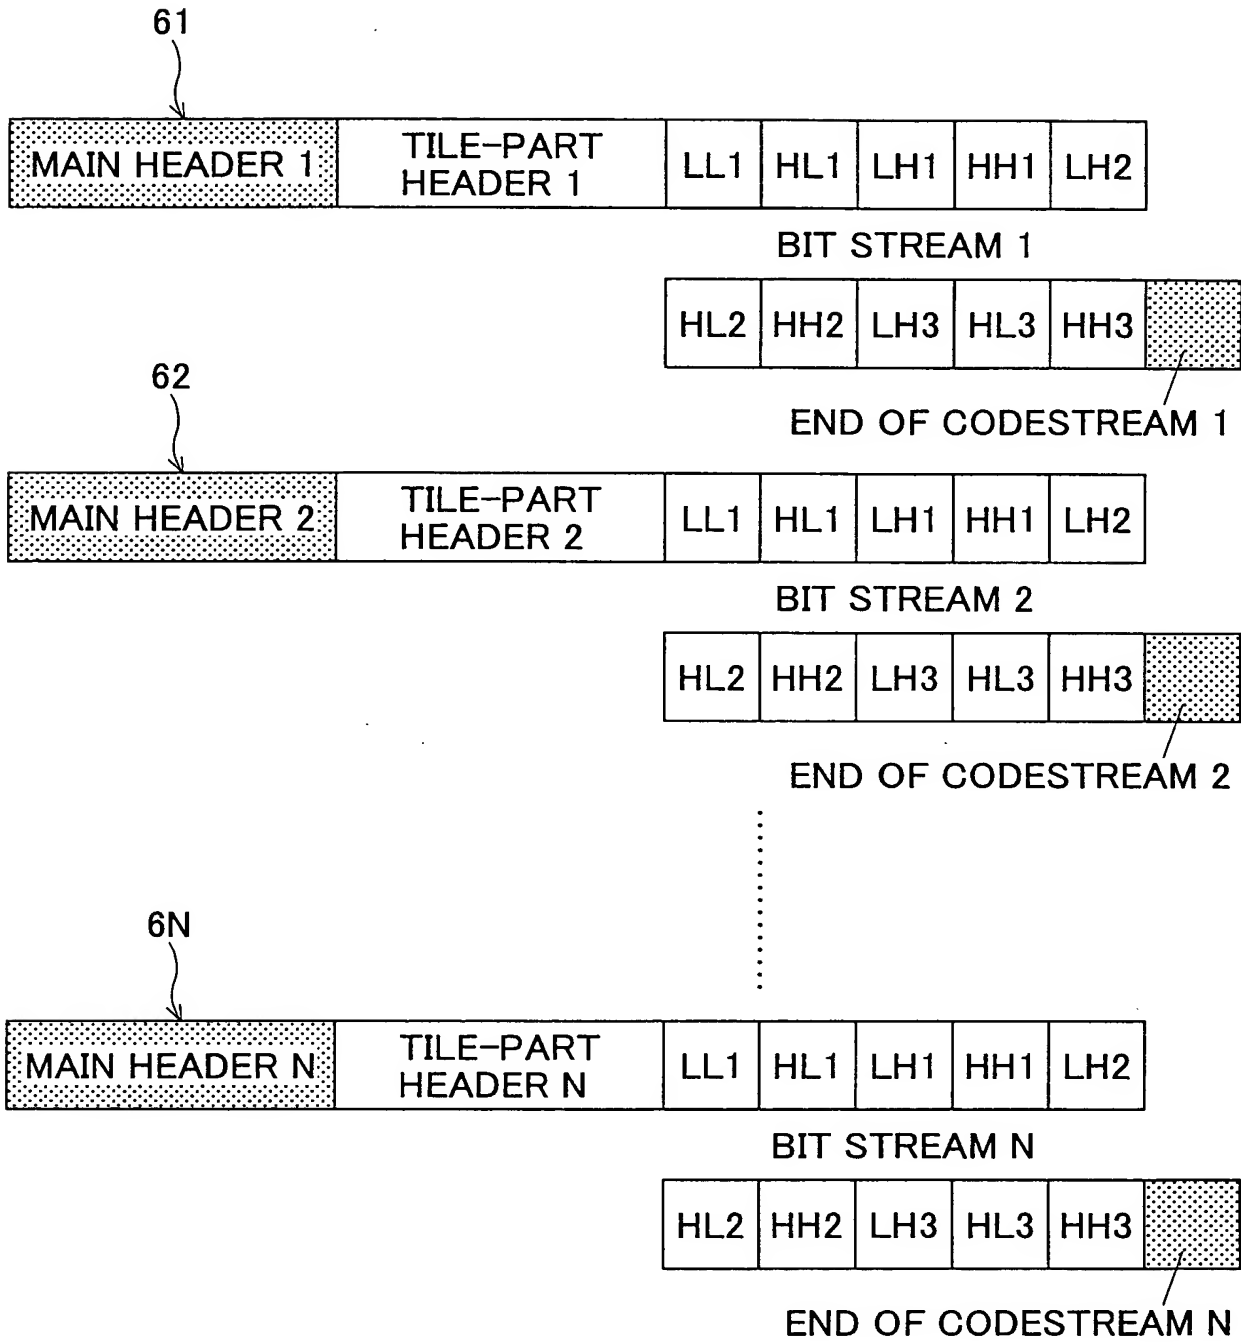 61
MAIN HEADER 1 TILE-PART HEADER 1 LL1 HL1 LH1 HH1 LH2
BIT STREAM 1
HL2 HH2 LH3 HL3 HH3
END OF CODESTREAM 1
62
MAIN HEADER 2 TILE-PART HEADER 2 LL1 HL1 LH1 HH1 LH2
BIT STREAM 2
HL2 HH2 LH3 HL3 HH3
END OF CODESTREAM 2
6N
MAIN HEADER N TILE-PART HEADER N LL1 HL1 LH1 HH1 LH2
BIT STREAM N
HL2 HH2 LH3 HL3 HH3
END OF CODESTREAM N